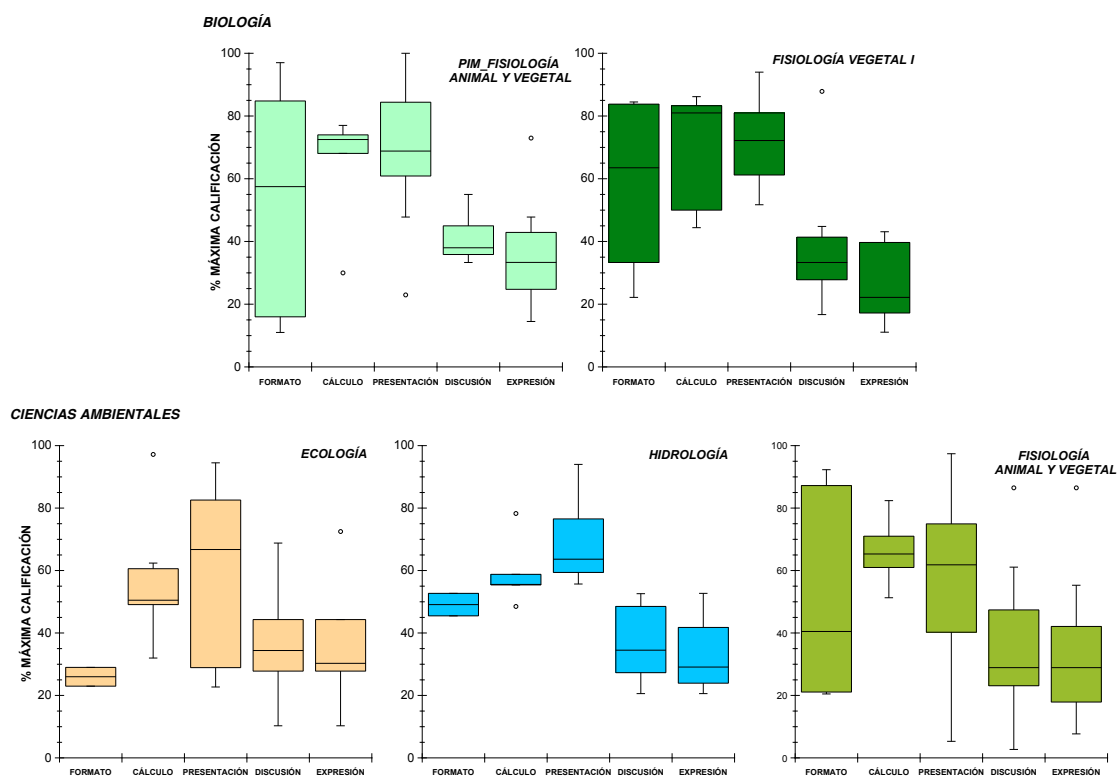 BIOLOGÍA
PIM_FISIOLOGÍA
ANIMAL Y VEGETAL
% MÁXIMA CALIFICACIÓN
100
80
60
40
20
0
FORMATO CÁLCULO PRESENTACIÓN DISCUSIÓN EXPRESIÓN
FISIOLOGÍA VEGETAL I
100
80
60
40
20
0
FORMATO CÁLCULO PRESENTACIÓN DISCUSIÓN EXPRESIÓN
CIENCIAS AMBIENTALES
ECOLOGÍA
% MÁXIMA CALIFICACIÓN
100
80
60
40
20
0
FORMATO CÁLCULO PRESENTACIÓN DISCUSIÓN EXPRESIÓN
HIDROLOGÍA
100
80
60
40
20
0
FORMATO CÁLCULO PRESENTACIÓN DISCUSIÓN EXPRESIÓN
FISIOLOGÍA
ANIMAL Y VEGETAL
100
80
60
40
20
0
FORMATO CÁLCULO PRESENTACIÓN DISCUSIÓN EXPRESIÓN